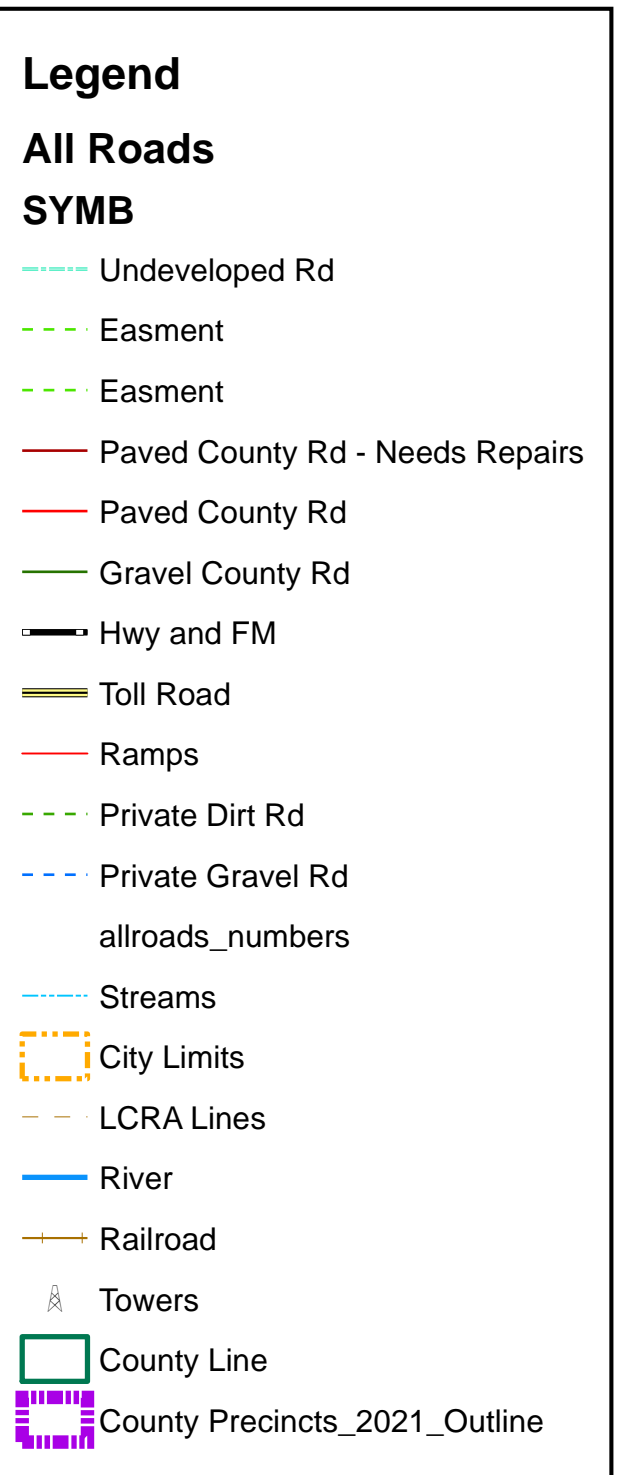 Legend
All Roads
SYMB
Undeveloped Rd
Easment
Easment
Paved County Rd - Needs Repairs
Paved County Rd
Gravel County Rd
Hwy and FM
Toll Road
Ramps
Private Dirt Rd
Private Gravel Rd
allroads_numbers
Streams
City Limits
LCRA Lines
River
Railroad
Towers
County Line
County Precincts_2021_Outline